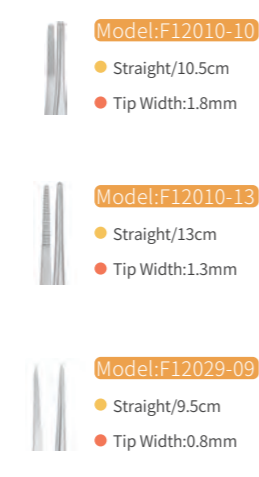 Model:F12010-10
Straight/10.5cm
Tip Width:1.8mm
Model:F12010-13
Straight/13cm
Tip Width:1.3mm
Model:F12029-09
Straight/9.5cm
Tip Width:0.8mm